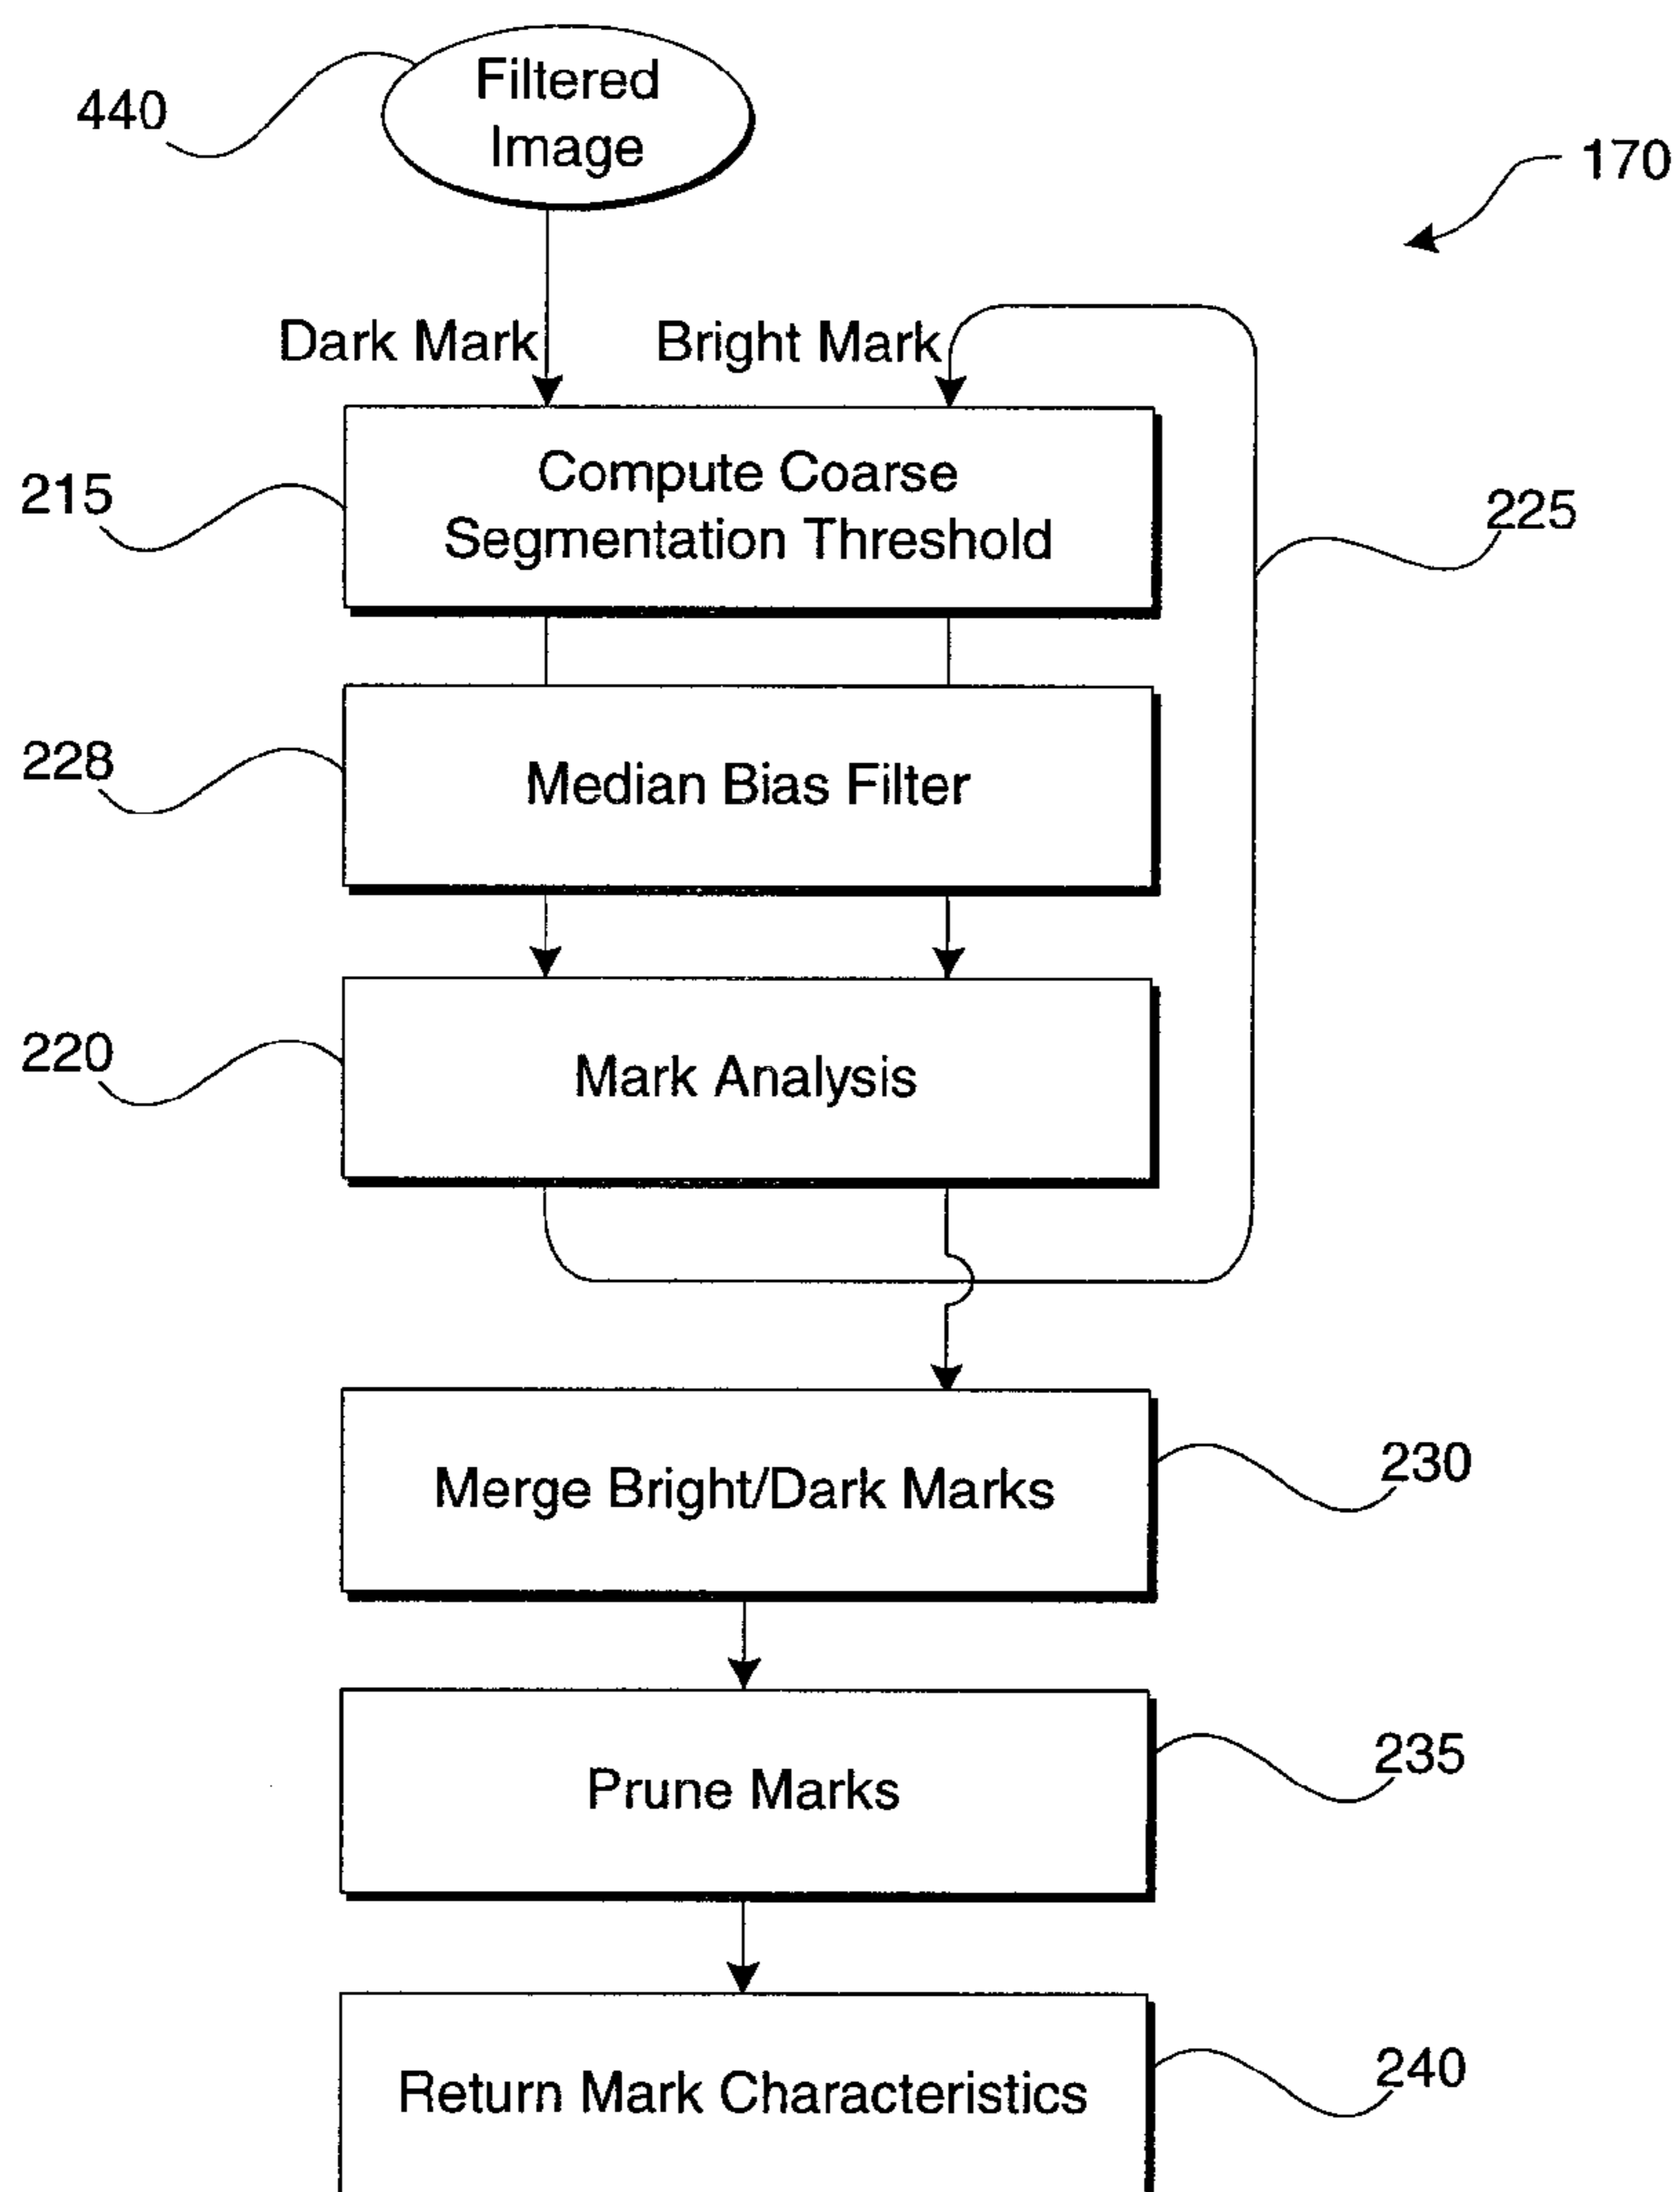 Filtered
Image
440
170
Dark Mark
Bright Mark
Compute Coarse
Segmentation Threshold
215
225
Median Bias Filter
228
Mark Analysis
220
Merge Bright/Dark Marks
230
Prune Marks
235
Return Mark Characteristics
240